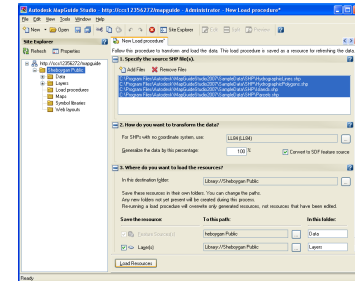 Autodesk MapGuide Studio - http://ccr12356272/mapguide - Administrator - New Load procedure*
File Edit View Tools Window Help
New Open Site Explorer Edit Preview
Site Explorer
New Load procedure*
Refresh Properties
Follow this procedure to transform and load the data. The load procedure is saved as a resource for refreshing the data
http://ccr12356272/mapguide
Sheboygan Public
Data
Layers
Load procedures
Maps
Symbol libraries
Web layouts
1. Specify the source SHP file(s).
Add Files Remove Files
C:\Program Files\Autodesk\MapGuideStudio2007\SampleData\SHP\HydrographicLines.shp
C:\Program Files\Autodesk\MapGuideStudio2007\SampleData\SHP\HydrographicPolygons.shp
C:\Program Files\Autodesk\MapGuideStudio2007\SampleData\SHP\Islands.shp
C:\Program Files\Autodesk\MapGuideStudio2007\SampleData\SHP\Parcels.shp
2. How do you want to transform the data?
For SHPs with no coordinate system, use: LL84 (LL84)
Generalize the data by this percentage: 100 % Convert to SDF feature source
3. Where do you want to load the resources?
In this destination folder: Library://Sheboygan Public
Save these resources in their own folders. You can change the paths.
Any new folders not yet present will be created during this process.
Re-running a load procedure will overwrite only generated resources, not resources that have been edited.
Save the resource: To this path: In this folder:
Feature Source(s) heboygan Public Data
Layer(s) Library://Sheboygan Public Layers
Load Resources
Ready